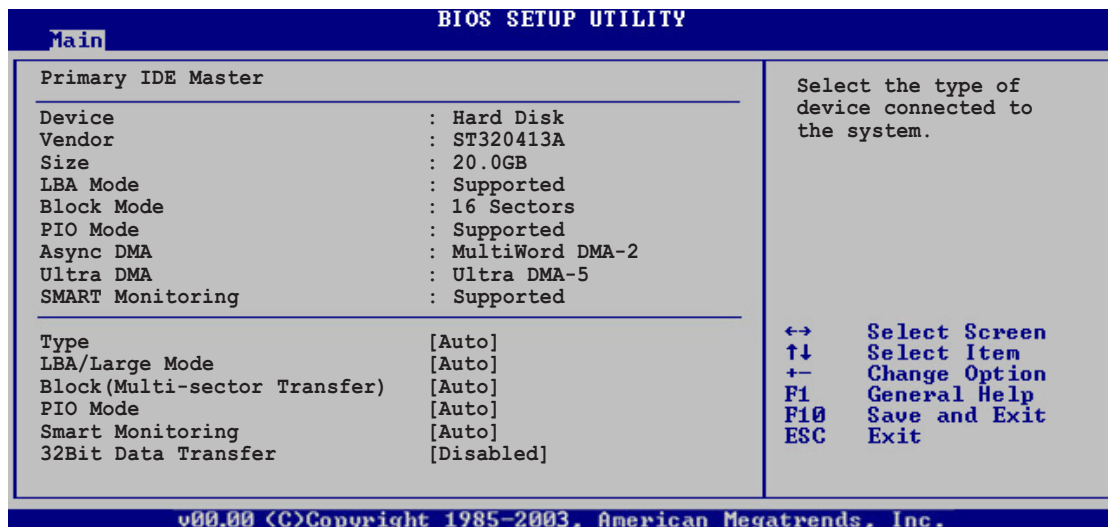 BIOS SETUP UTILITY
Main
Primary IDE Master
Device : Hard Disk
Vendor : ST320413A
Size : 20.0GB
LBA Mode : Supported
Block Mode : 16 Sectors
PIO Mode : Supported
Async DMA : MultiWord DMA-2
Ultra DMA : Ultra DMA-5
SMART Monitoring : Supported
Type [Auto]
LBA/Large Mode [Auto]
Block(Multi-sector Transfer) [Auto]
PIO Mode [Auto]
Smart Monitoring [Auto]
32Bit Data Transfer [Disabled]
Select the type of
device connected to
the system.
←→ Select Screen
↑↓ Select Item
+- Change Option
F1 General Help
F10 Save and Exit
ESC Exit
v00.00 (C)Copyright 1985-2003, American Megatrends, Inc.